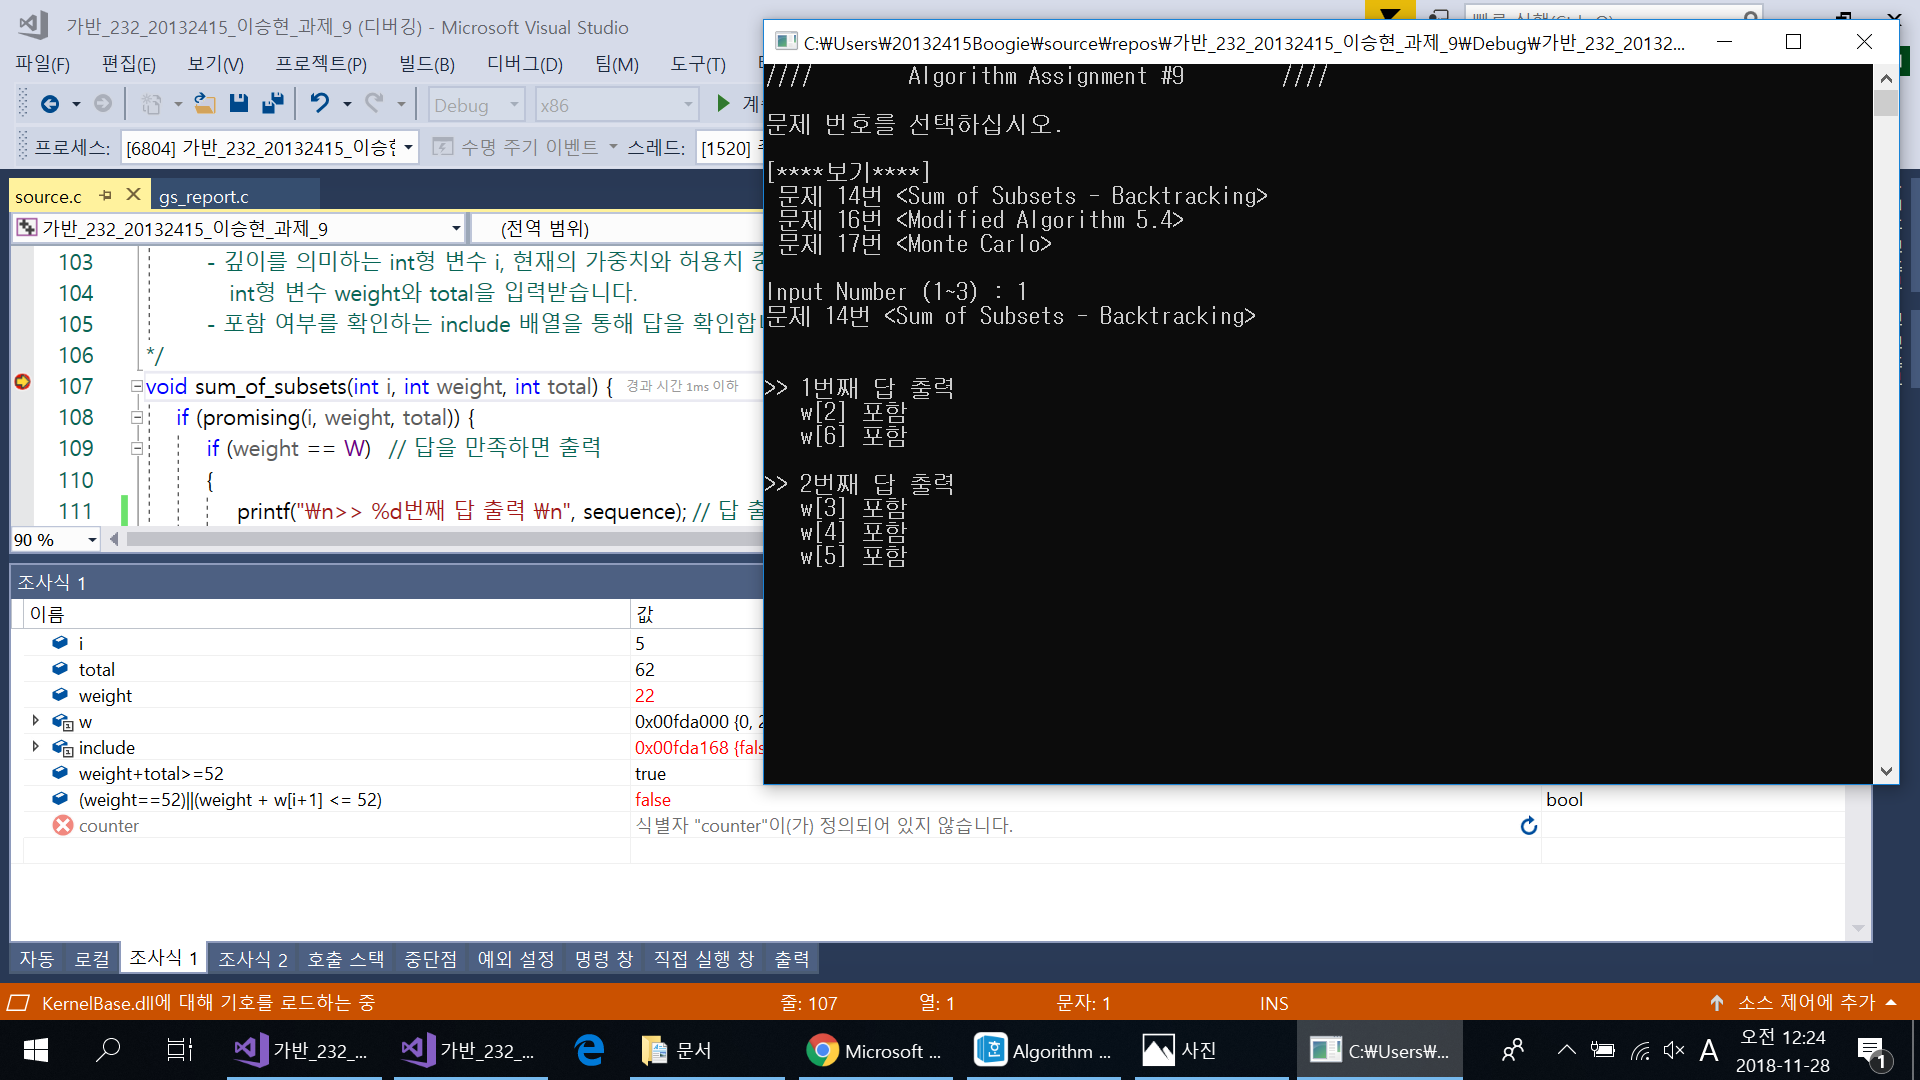 가반_232_20132415_이승현_과제_9 (디버깅) - Microsoft Visual Studio
파일(F) 편집(E) 보기(V) 프로젝트(P) 빌드(B) 디버그(D) 팀(M) 도구(T)
Debug x86
프로세스: [6804] 가반_232_20132415_이승현 수명 주기 이벤트 스레드: [1520]
source.c gs_report.c
가반_232_20132415_이승현_과제_9 (전역 범위)
103 - 깊이를 의미하는 int형 변수 i, 현재의 가중치와 허용치
104 int형 변수 weight와 total을 입력받습니다.
105 - 포함 여부를 확인하는 include 배열을 통해 답을 확인합니
106 */
107 void sum_of_subsets(int i, int weight, int total) { 경과 시간 1ms 이하
108 if (promising(i, weight, total)) {
109 if (weight == W) // 답을 만족하면 출력
110 {
111 printf("₩n>> %d번째 답 출력 ₩n", sequence); // 답 출
90 %
C:₩Users₩20132415Boogie₩source₩repos₩가반_232_20132415_이승현_과제_9₩Debug₩가반_232_20132...
//// Algorithm Assignment #9 ////
문제 번호를 선택하십시오.
[****보기****]
문제 14번 <Sum of Subsets - Backtracking>
문제 16번 <Modified Algorithm 5.4>
문제 17번 <Monte Carlo>
Input Number (1~3) : 1
문제 14번 <Sum of Subsets - Backtracking>
>> 1번째 답 출력
w[2] 포함
w[6] 포함
>> 2번째 답 출력
w[3] 포함
w[4] 포함
w[5] 포함
조사식 1
이름 값
i 5
total 62
weight 22
w 0x00fda000 {0, 2
include 0x00fda168 {fals
weight+total>=52 true
(weight==52)||(weight + w[i+1] <= 52) false bool
counter 식별자 "counter"이(가) 정의되어 있지 않습니다.
자동 로컬 조사식 1 조사식 2 호출 스택 중단점 예외 설정 명령 창 직접 실행 창 출력
KernelBase.dll에 대해 기호를 로드하는 중 줄: 107 열: 1 문자: 1 INS 소스 제어에 추가
가반_232_... 가반_232_... 문서 Microsoft ... Algorithm ... 사진 C:₩Users₩... A 오전 12:24
2018-11-28 1